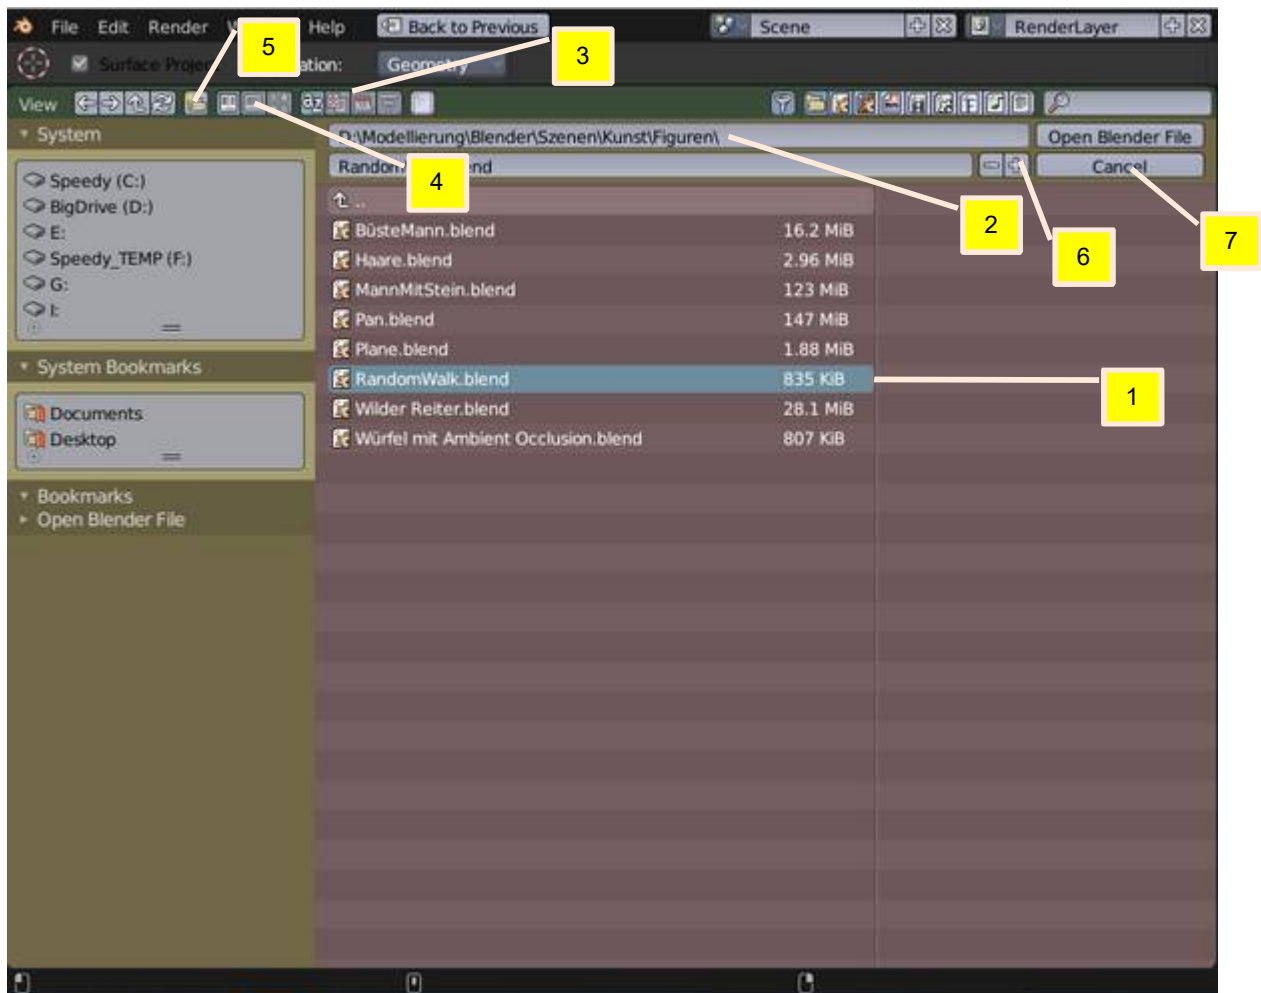 File Edit Render Help Back to Previous Scene RenderLayer
5
3
Surface Geometry
View
System
D:\Modellierung\Blender\Szenen\Kunst\Figuren\ Open Blender File
4
Cancel
Speedy (C:)
BigDrive (D:)
E:
Speedy_TEMP (F:)
G:
I:
..
2
6
7
BüsteMann.blend 16.2 MiB
Haare.blend 2.96 MiB
MannMitStein.blend 123 MiB
Pan.blend 147 MiB
Plane.blend 1.88 MiB
System Bookmarks
RandomWalk.blend 835 KiB
1
Documents
Desktop
Wilder Reiter.blend 28.1 MiB
Würfel mit Ambient Occlusion.blend 807 KiB
Bookmarks
Open Blender File